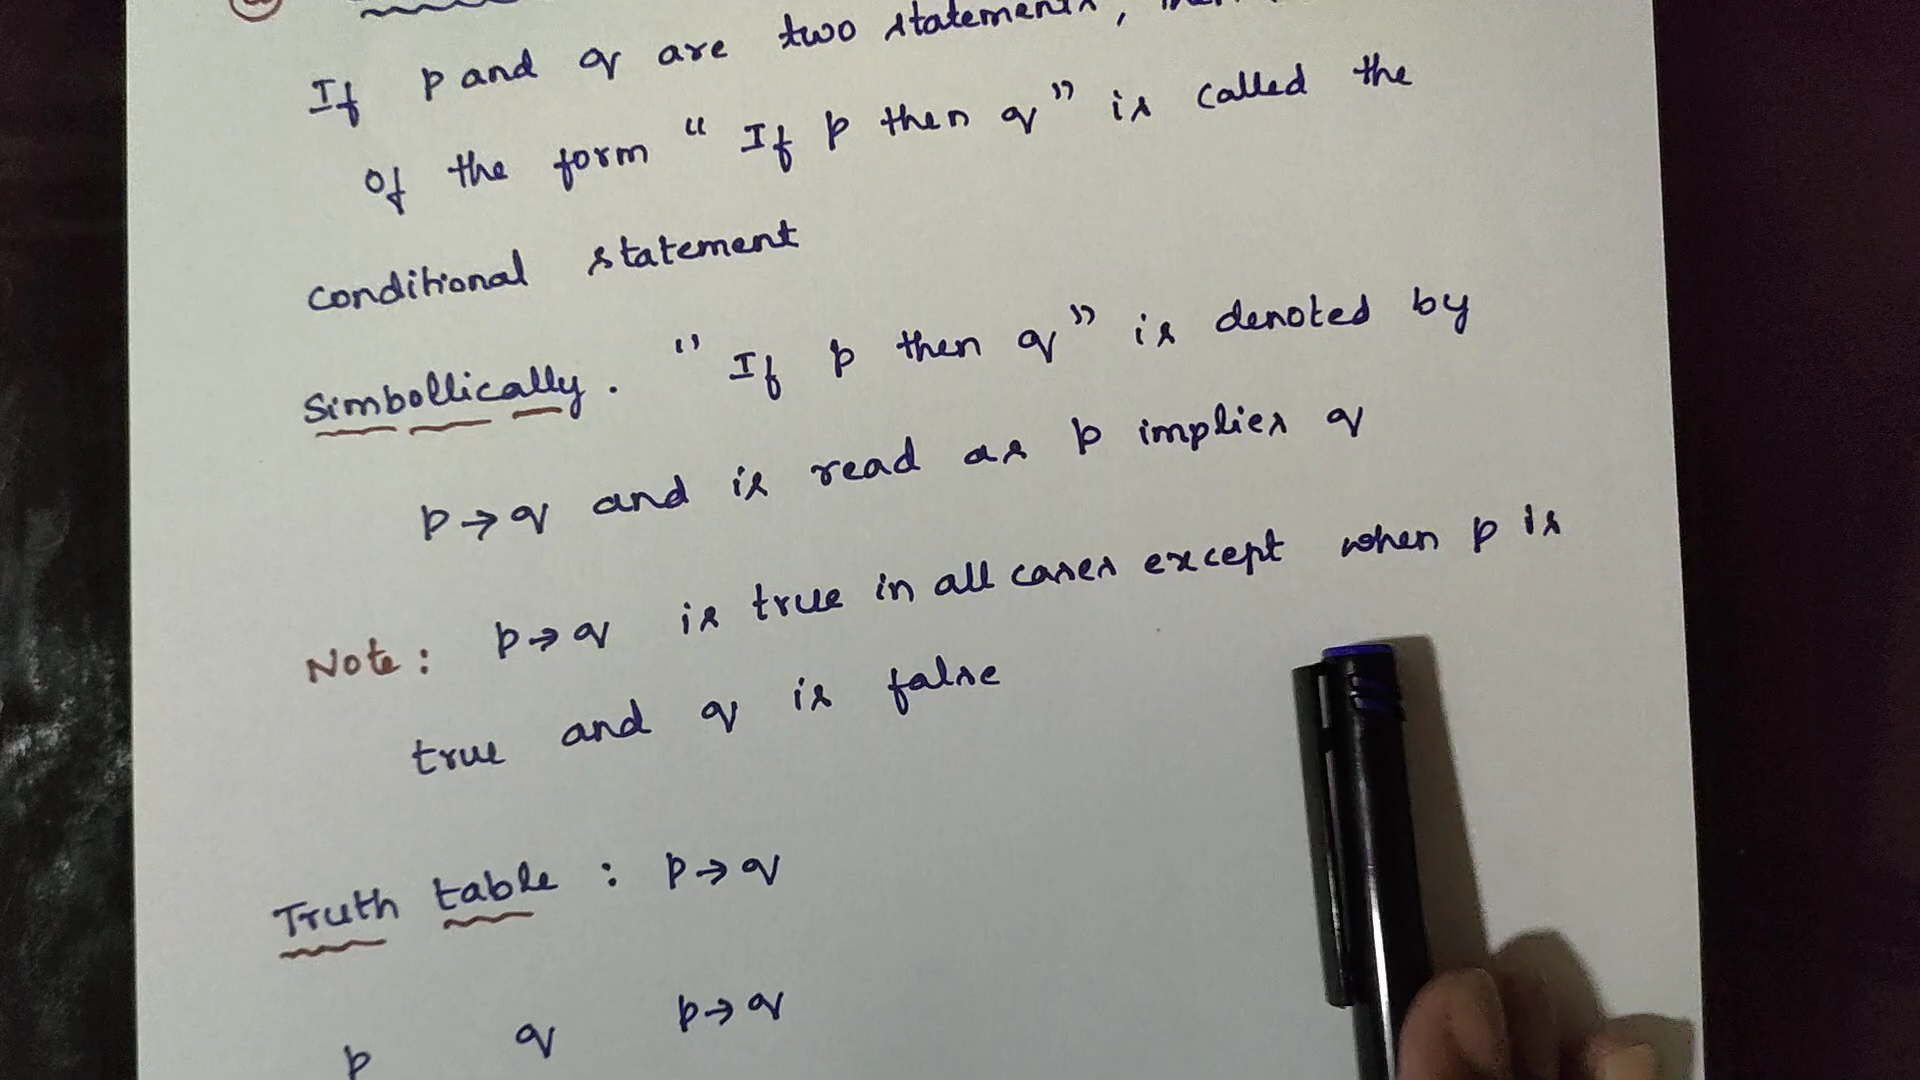 If p and q are two statements,
of the form " If p then q " is called the
conditional statement
Simbollically. " If p then q " is denoted by
p→q and is read as p implies q
Note: p→q is true in all cases except when p is
true and q is false
Truth table : p→q
p q p→q